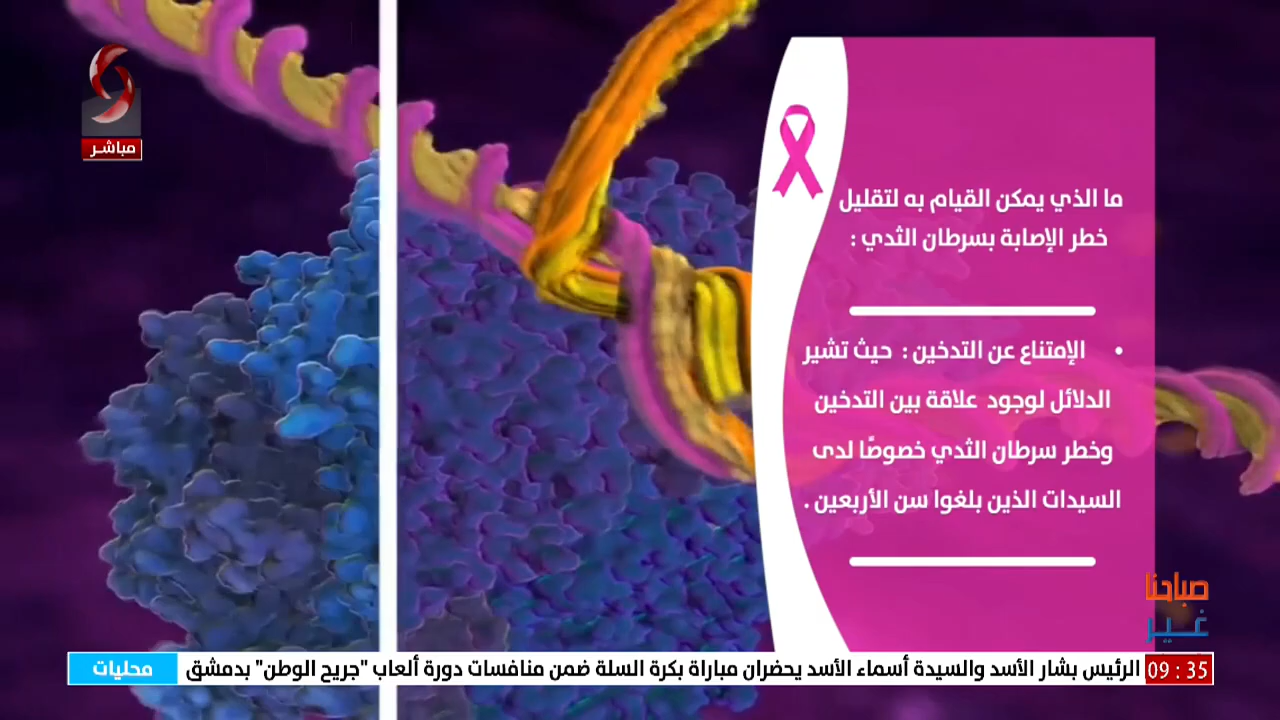 مباشر
ما الذي يمكن القيام به لتقليل
خطر الإصابة بسرطان الثدي :
• الإمتناع عن التدخين : حيث تشير
الدلائل لوجود علاقة بين التدخين
وخطر سرطان الثدي خصوصًا لدى
السيدات الذين بلغوا سن الأربعين .
صباحنا
غير
09 : 35
الرئيس بشار الأسد والسيدة أسماء الأسد يحضران مباراة بكرة السلة ضمن منافسات دورة ألعاب "جريح الوطن" بدمشق
محليات